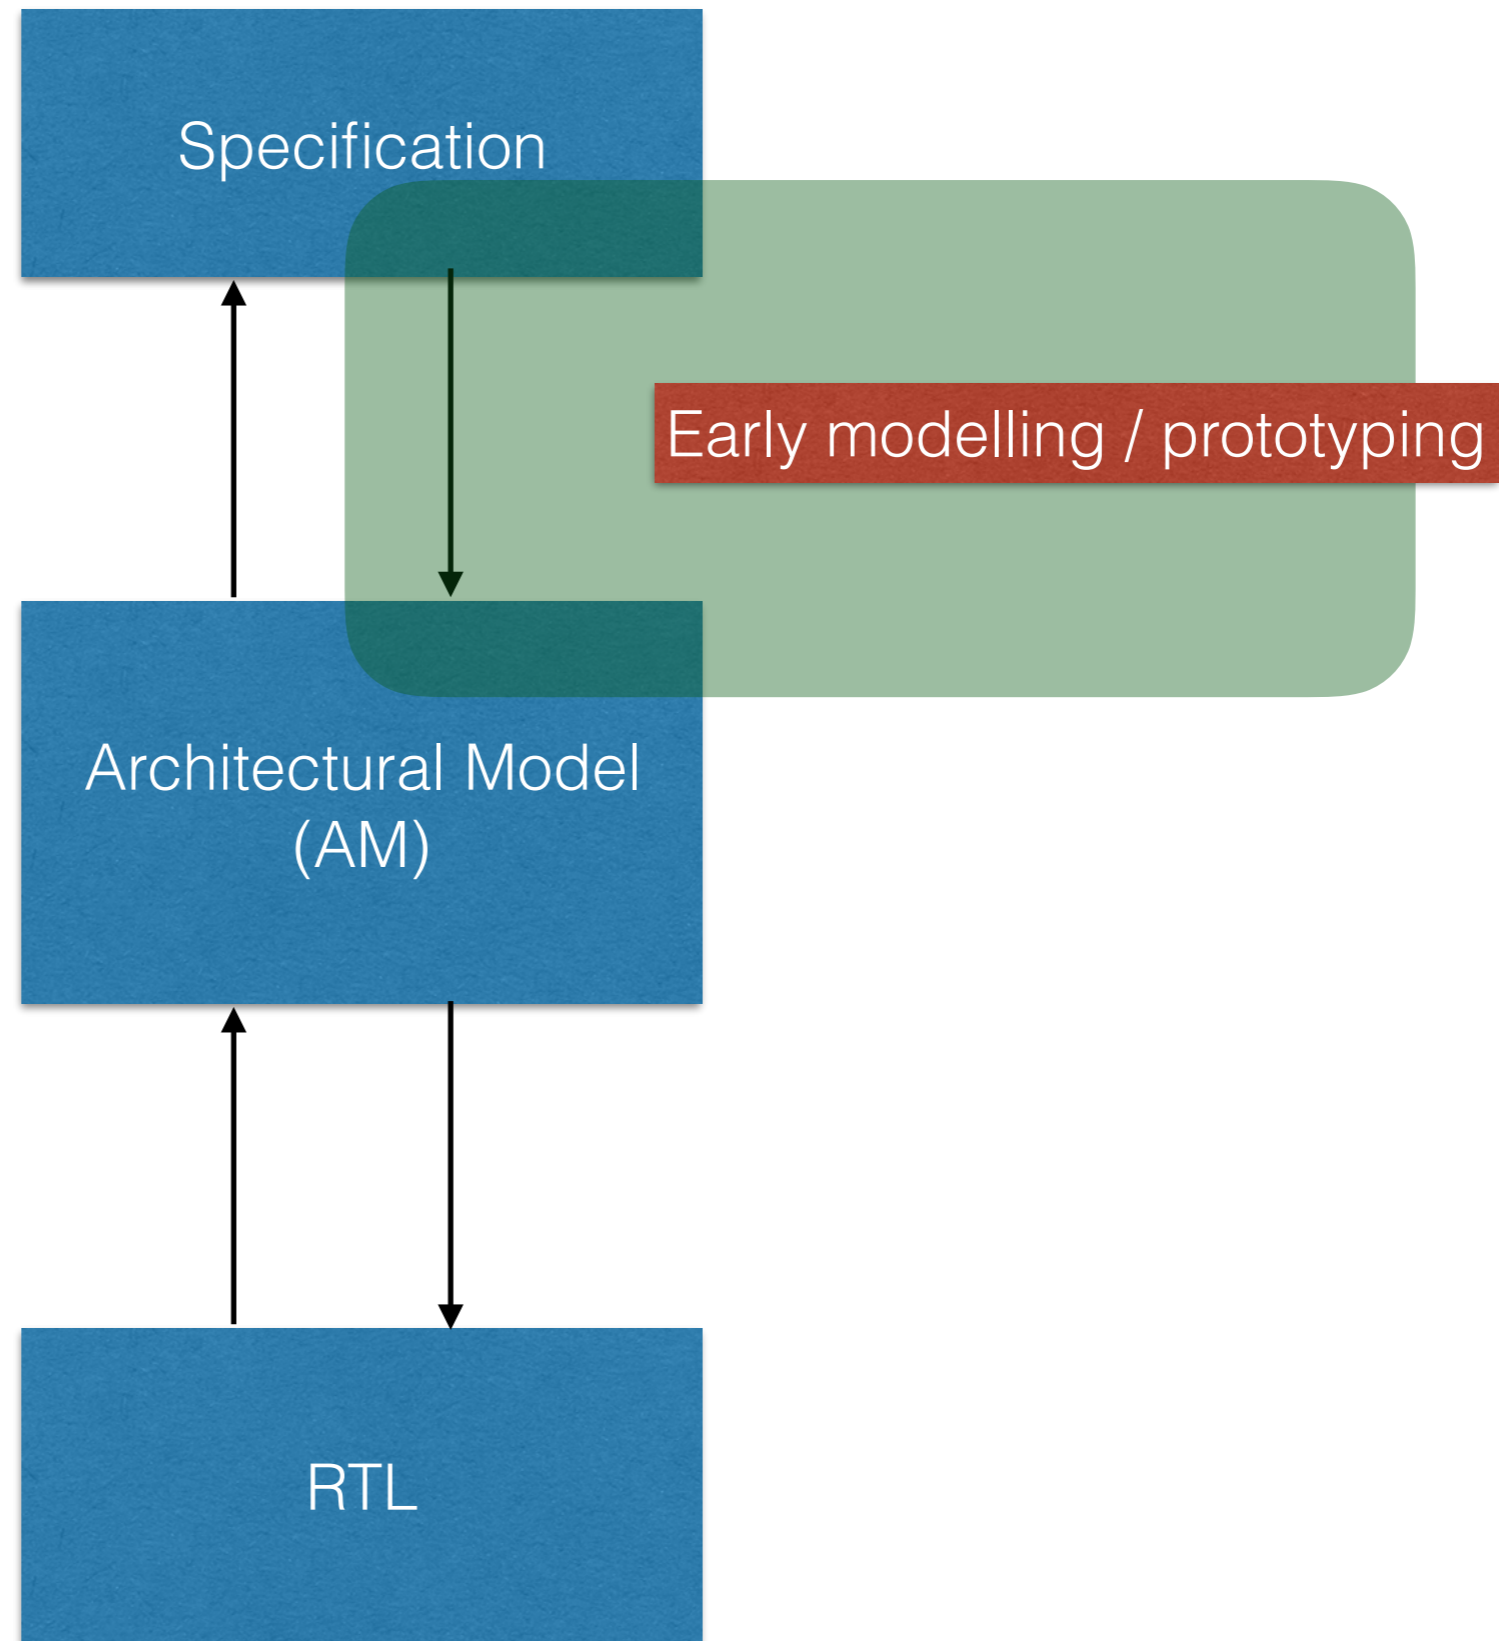 Specification
Early modelling / prototyping
Architectural Model
(AM)
RTL